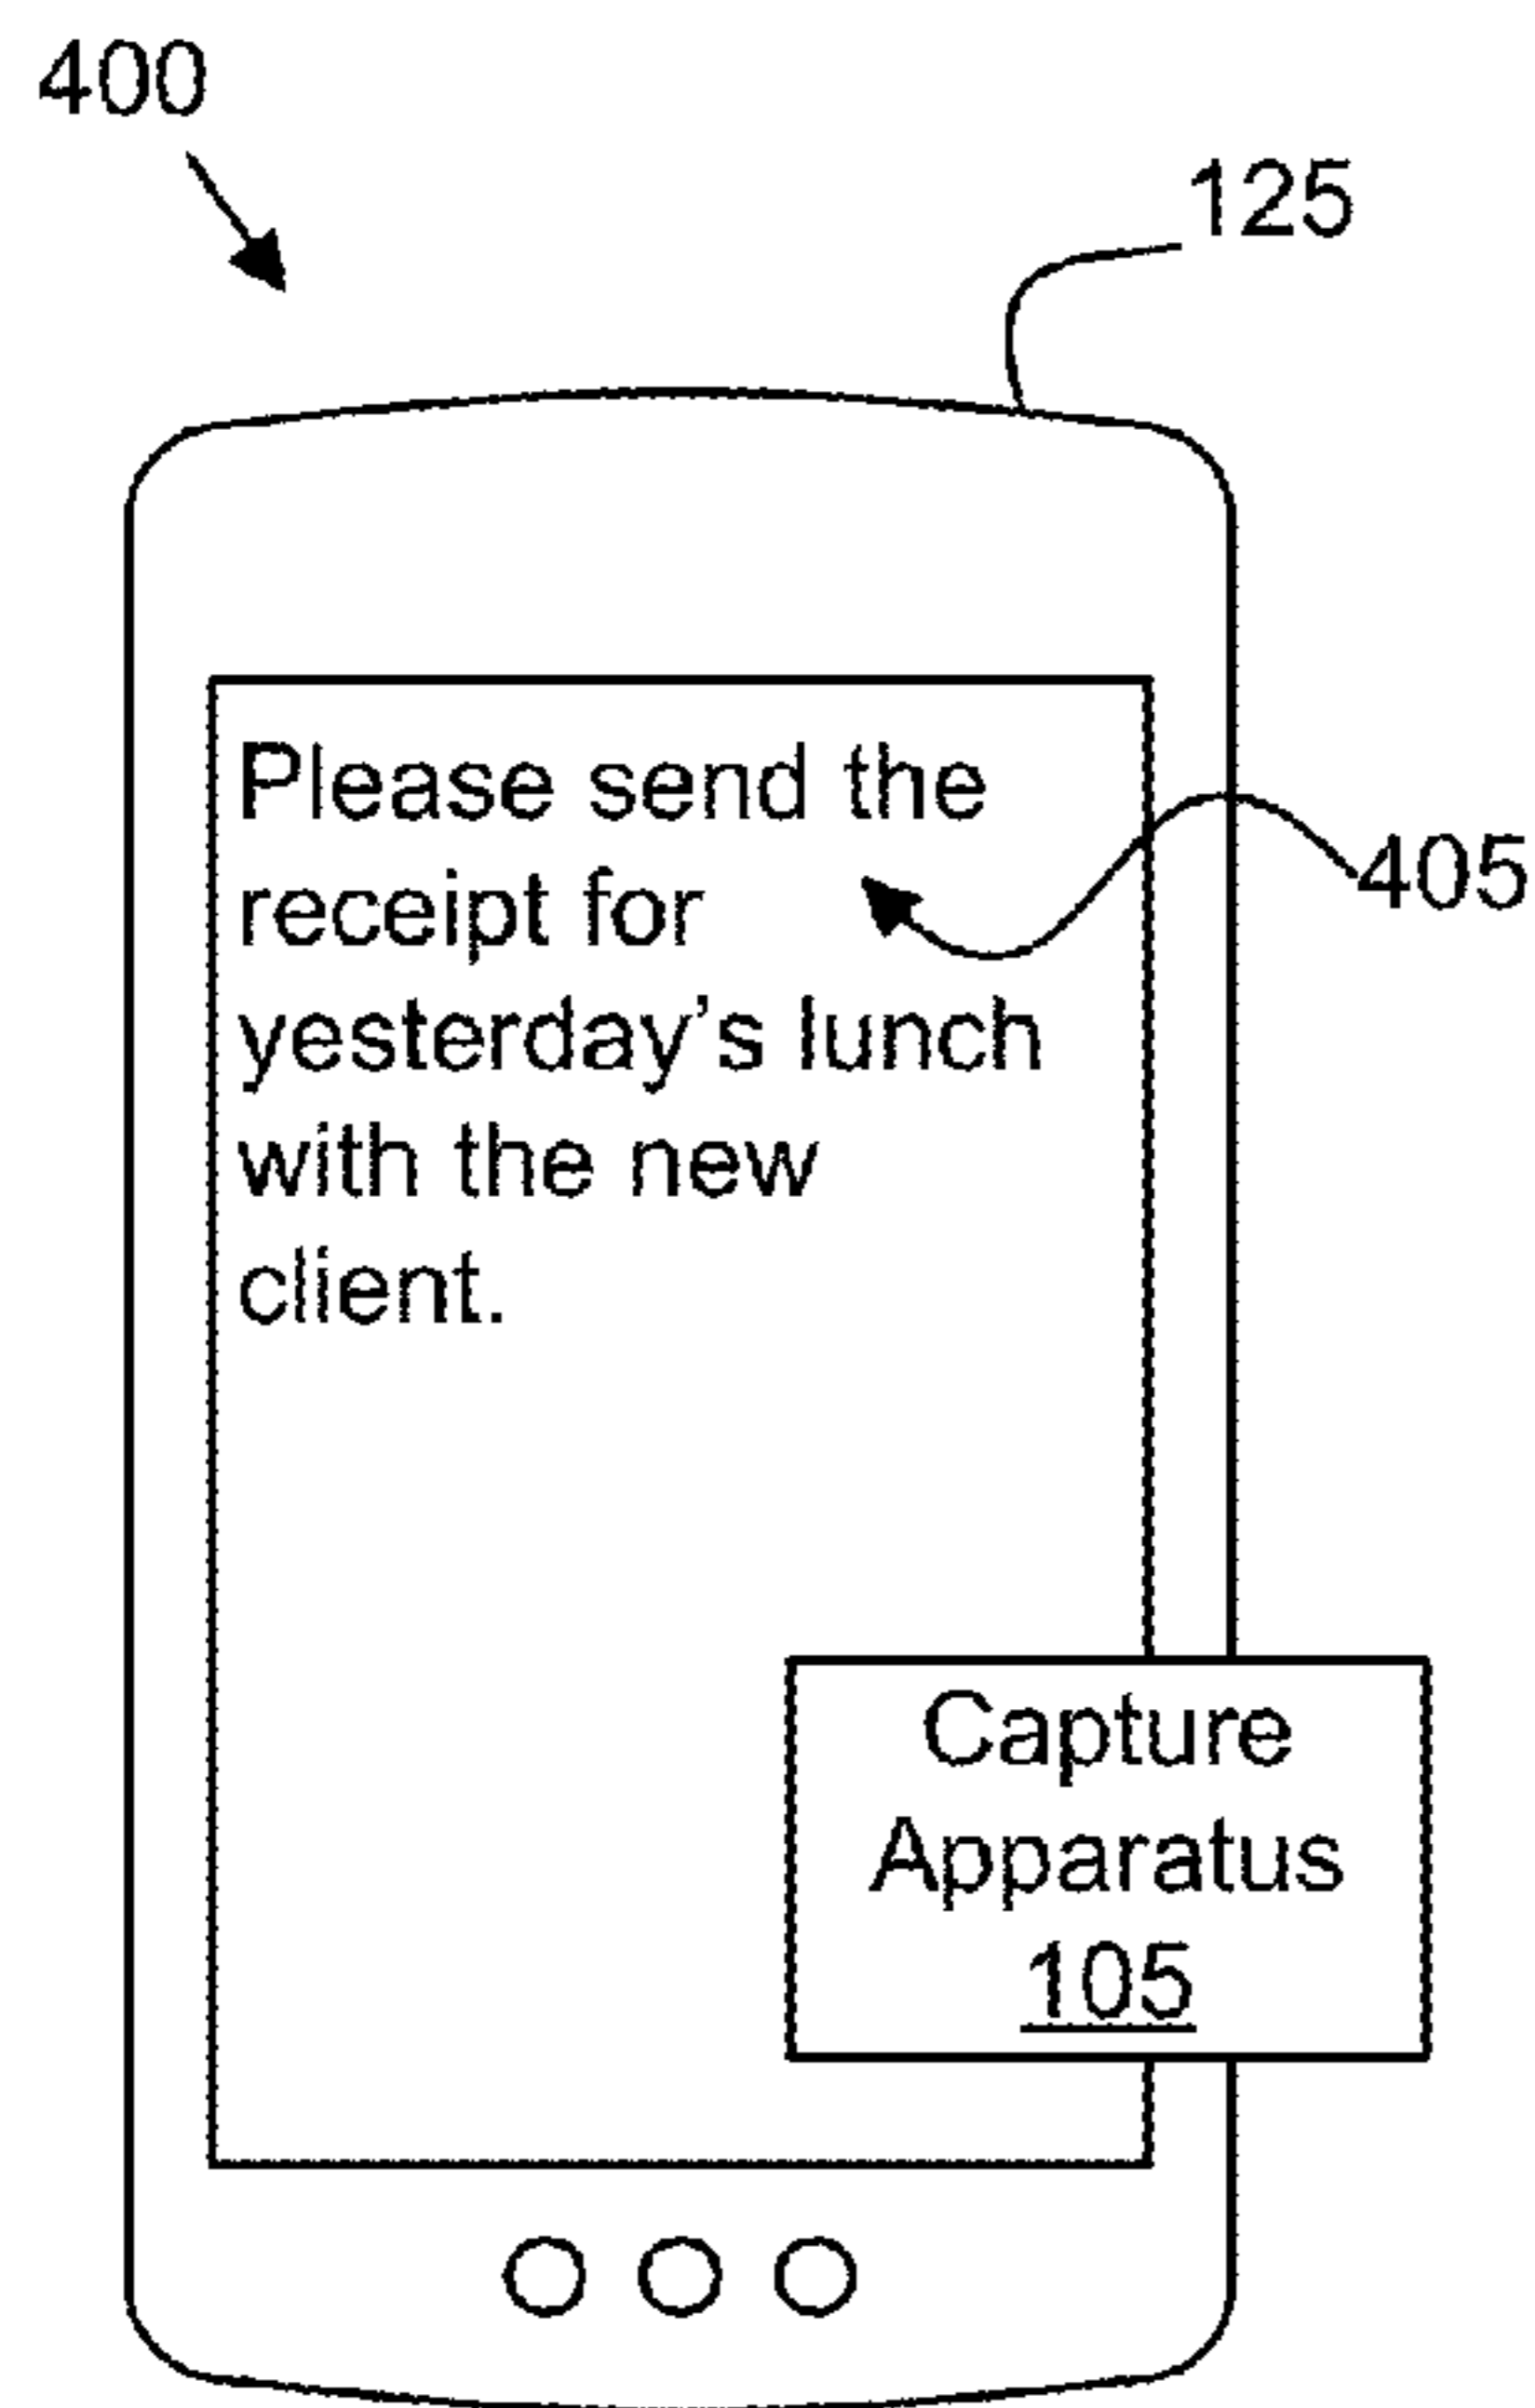 400
125
Please send the
receipt for
405
yesterday's lunch
with the new
client.
Capture
Apparatus
105